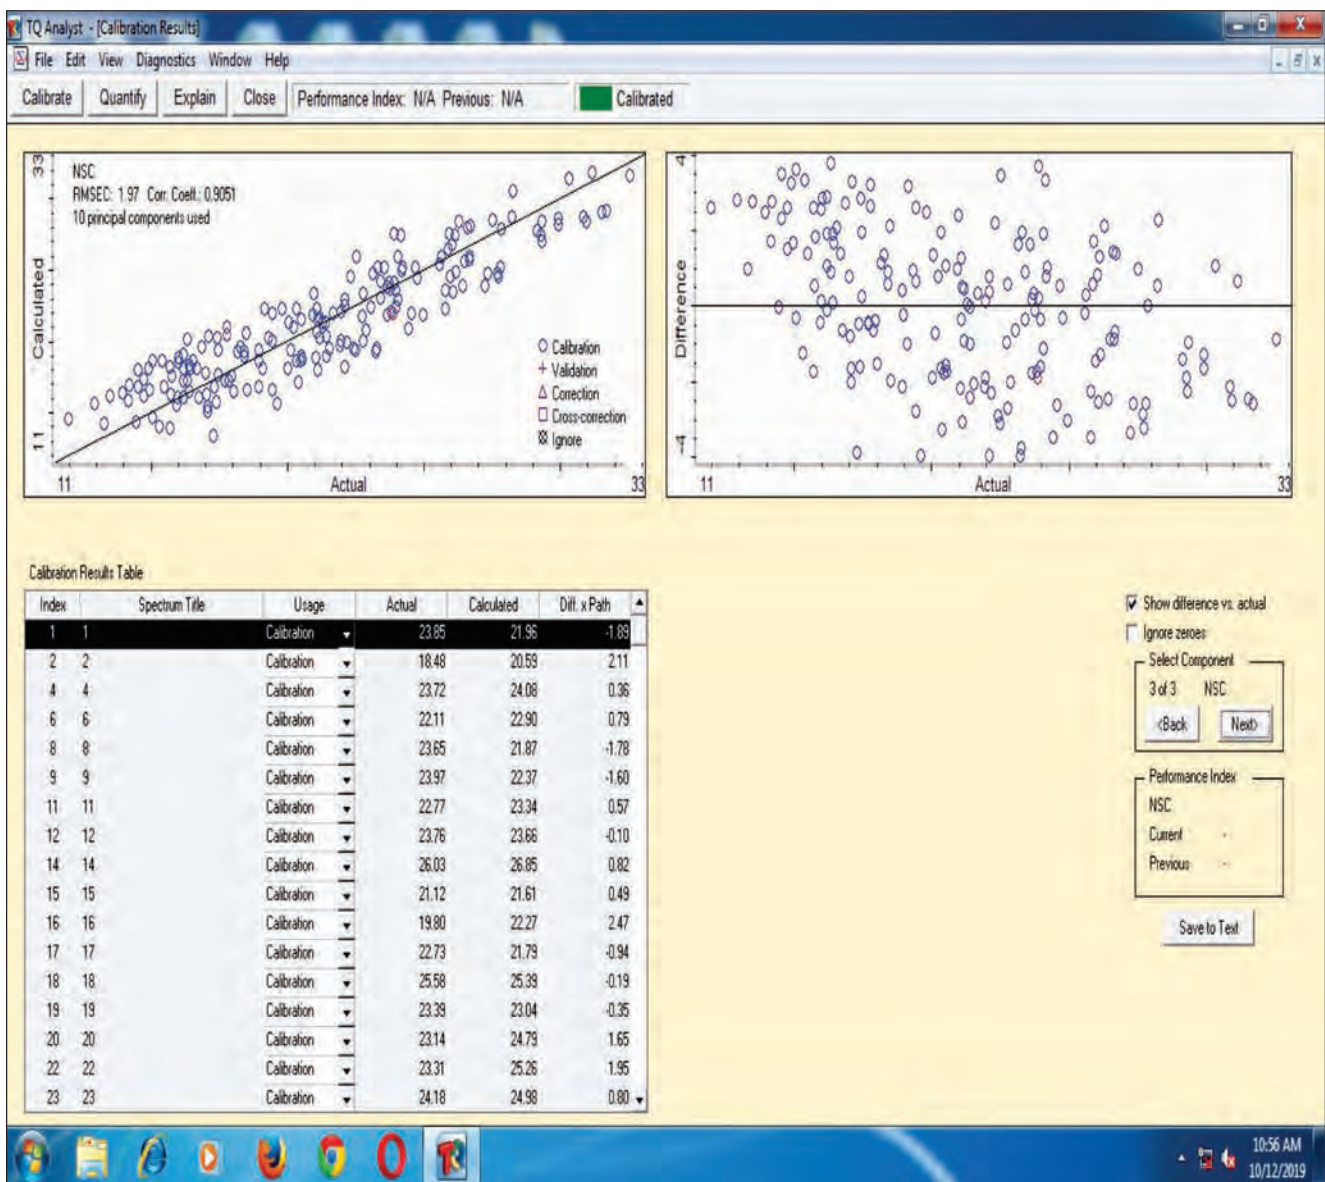 TQ Analyst - [Calibration Results]
File Edit View Diagnostics Window Help
Calibrate Quantify Explain Close Performance Index: N/A Previous: N/A Calibrated
33
NSC
RMSEC: 1.97 Corr. Coeff.: 0.9051
10 principal components used
Calculated
11
Calibration
Validation
Correction
Cross-correction
Ignore
11 Actual 33
4
Difference
-4
11 Actual 33
Calibration Results Table
Index Spectrum Title Usage Actual Calculated Diff. x Path
1 1 Calibration 23.85 21.96 -1.89
2 2 Calibration 18.48 20.59 2.11
4 4 Calibration 23.72 24.08 0.36
6 6 Calibration 22.11 22.90 0.79
8 8 Calibration 23.65 21.87 -1.78
9 9 Calibration 23.97 22.37 -1.60
11 11 Calibration 22.77 23.34 0.57
12 12 Calibration 23.76 23.66 -0.10
14 14 Calibration 26.03 26.85 0.82
15 15 Calibration 21.12 21.61 0.49
16 16 Calibration 19.80 22.27 2.47
17 17 Calibration 22.73 21.79 -0.94
18 18 Calibration 25.58 25.39 -0.19
19 19 Calibration 23.39 23.04 -0.35
20 20 Calibration 23.14 24.79 1.65
22 22 Calibration 23.31 25.26 1.95
23 23 Calibration 24.18 24.98 0.80
Show difference vs. actual
Ignore zeroes
Select Component
3 of 3 NSC
<Back Next>
Performance Index
NSC
Current -
Previous -
Save to Text
10:56 AM
10/12/2019